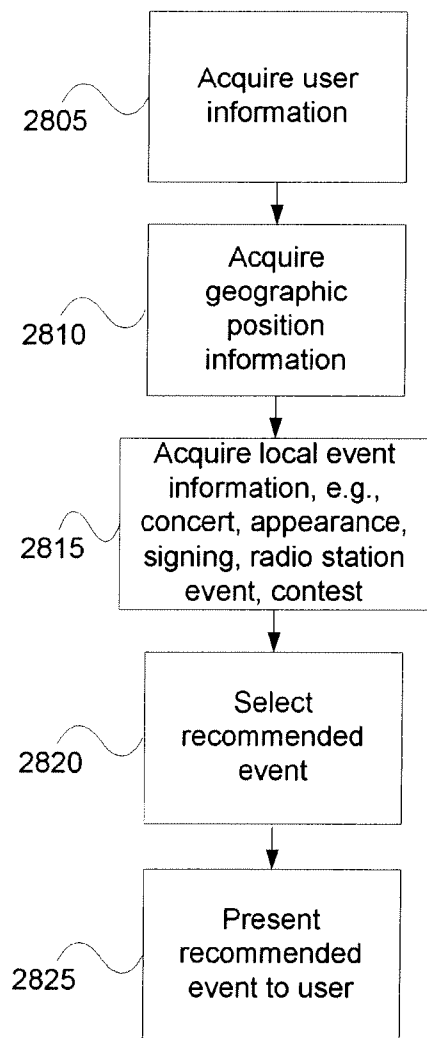 2805
Acquire user
information
2810
Acquire
geographic
position
information
2815
Acquire local event
information, e.g.,
concert, appearance,
signing, radio station
event, contest
2820
Select
recommended
event
2825
Present
recommended
event to user